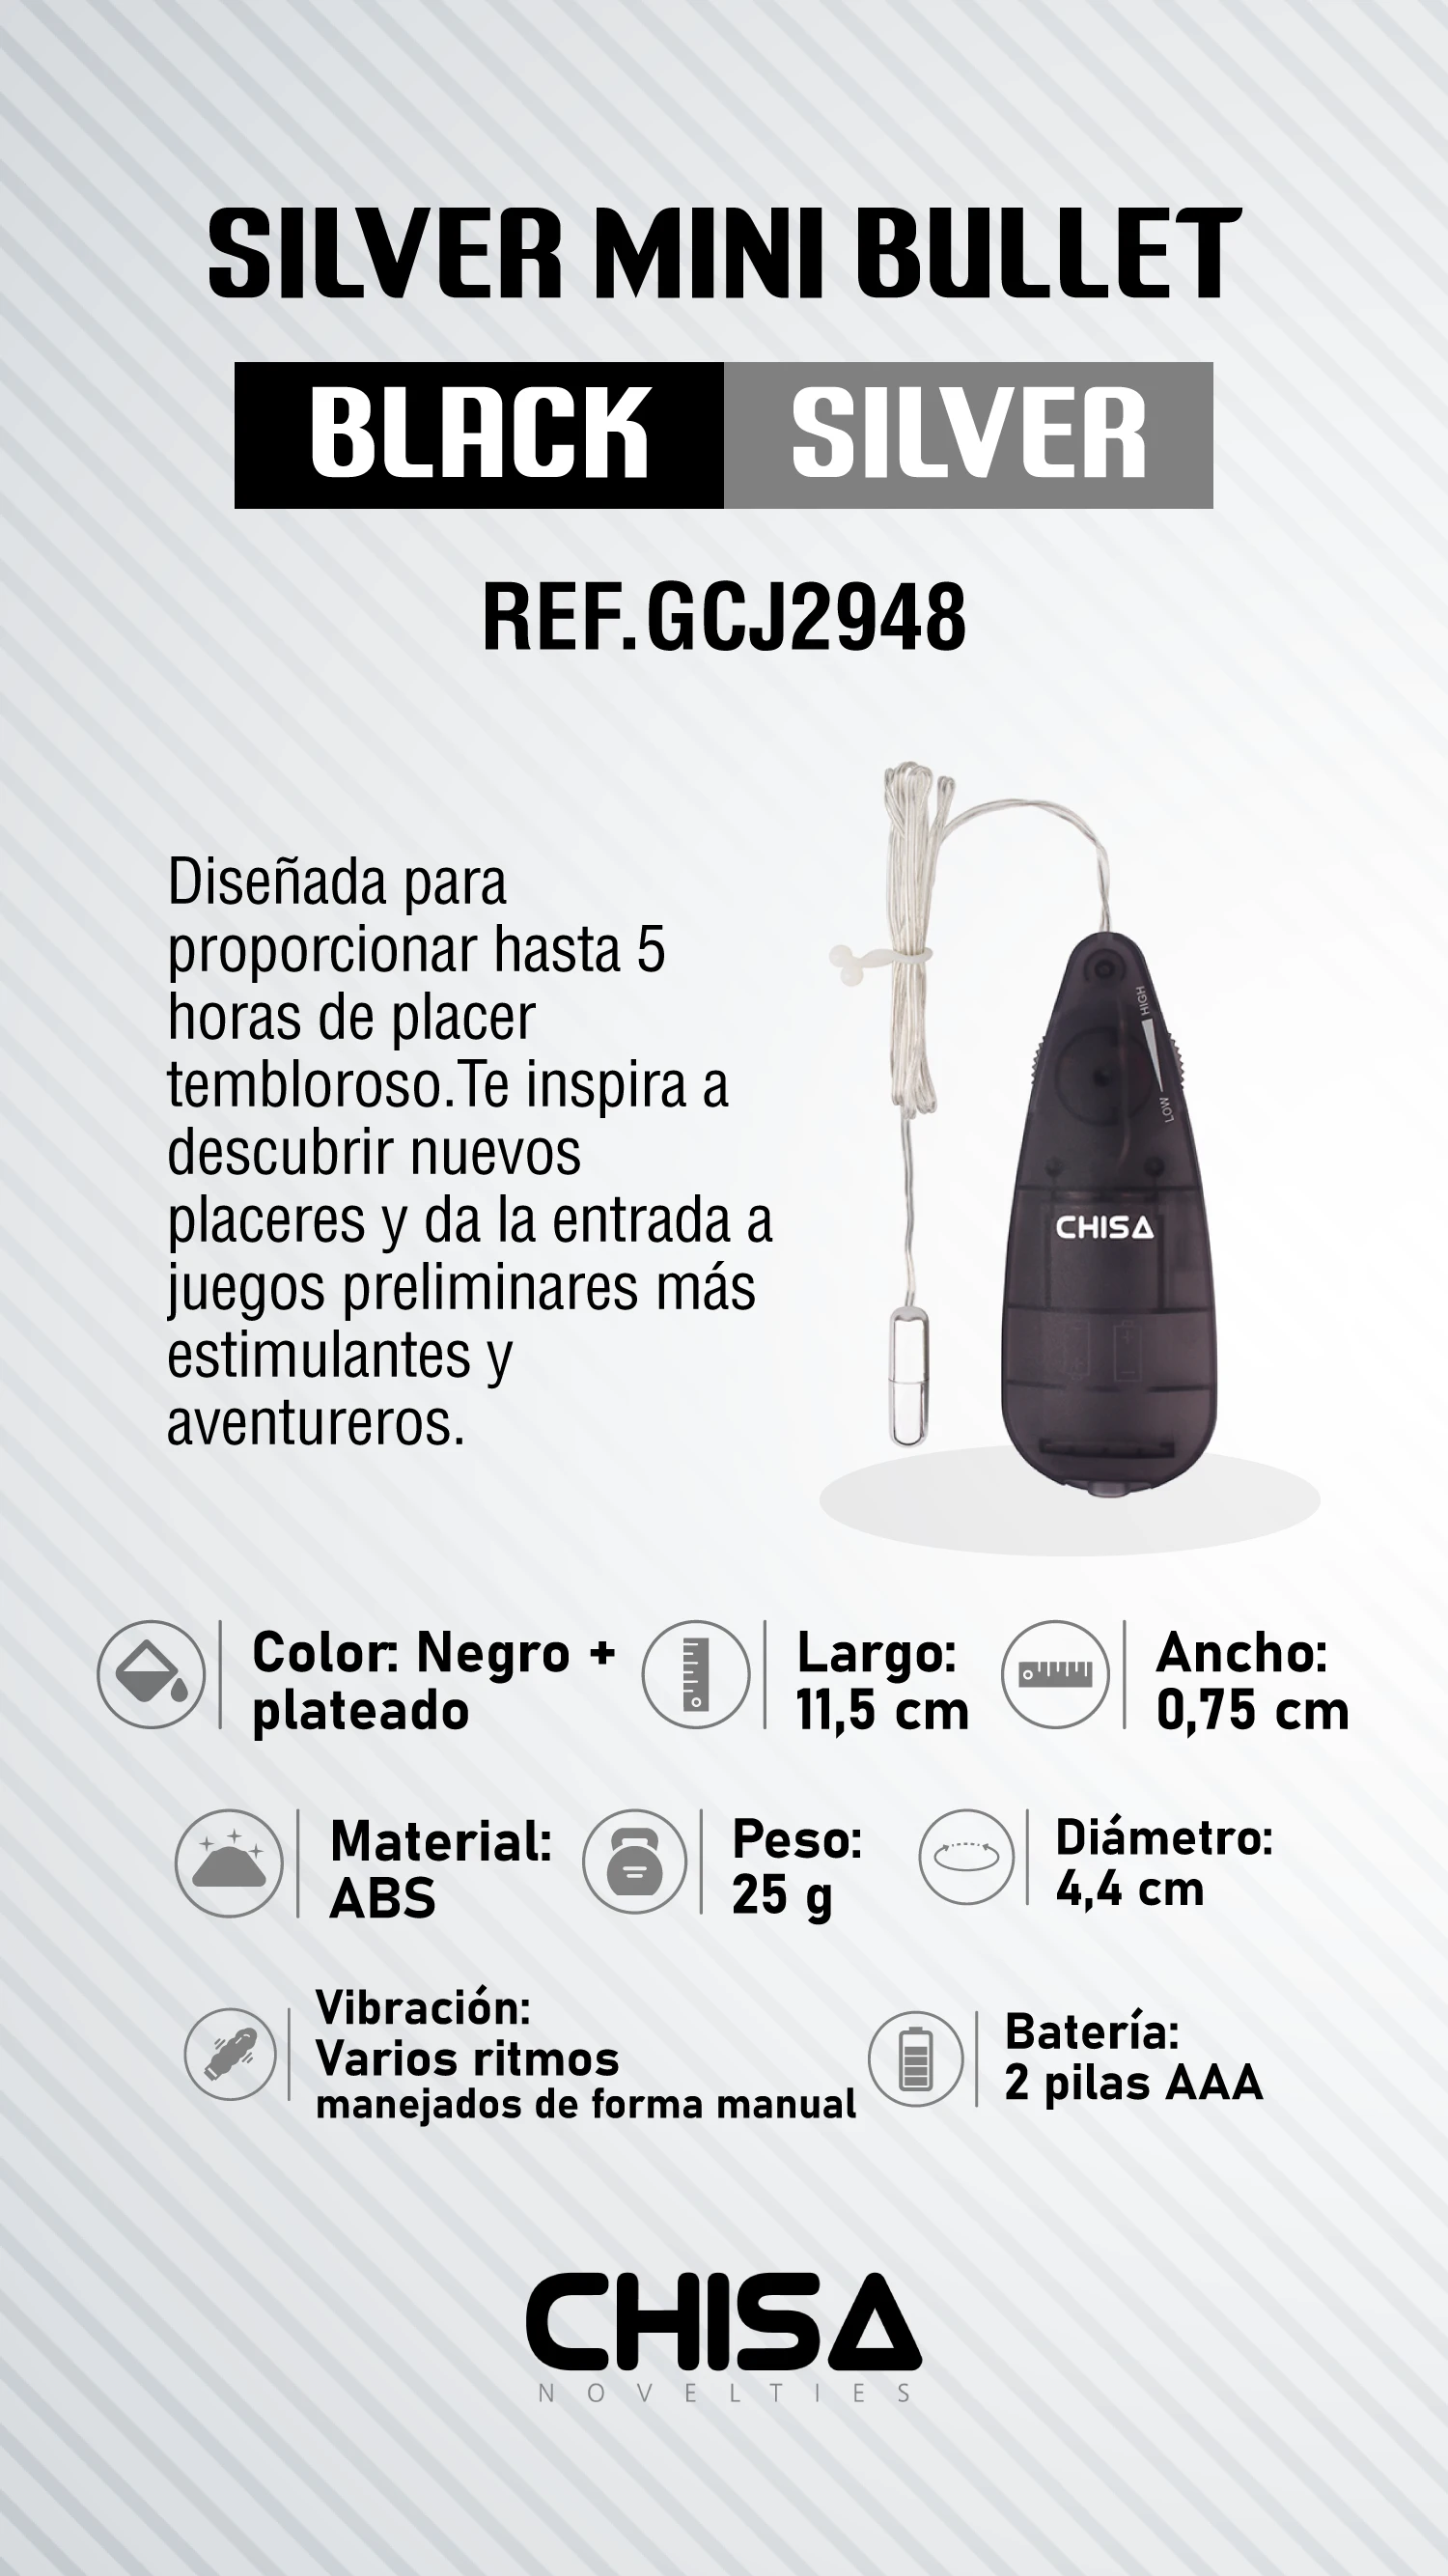 SILVER MINI BULLET
BLACK SILVER
REF.GCJ2948
Diseñada para
proporcionar hasta 5
horas de placer
tembloroso.Te inspira a
descubrir nuevos
placeres y da la entrada a
juegos preliminares más
estimulantes y
aventureros.
HIGH
LOW
CHISA
Color: Negro +
plateado
Largo:
11,5 cm
Ancho:
0,75 cm
Material:
ABS
Peso:
25 g
Diámetro:
4,4 cm
Vibración:
Varios ritmos
manejados de forma manual
Batería:
2 pilas AAA
CHISA
NOVELTIES